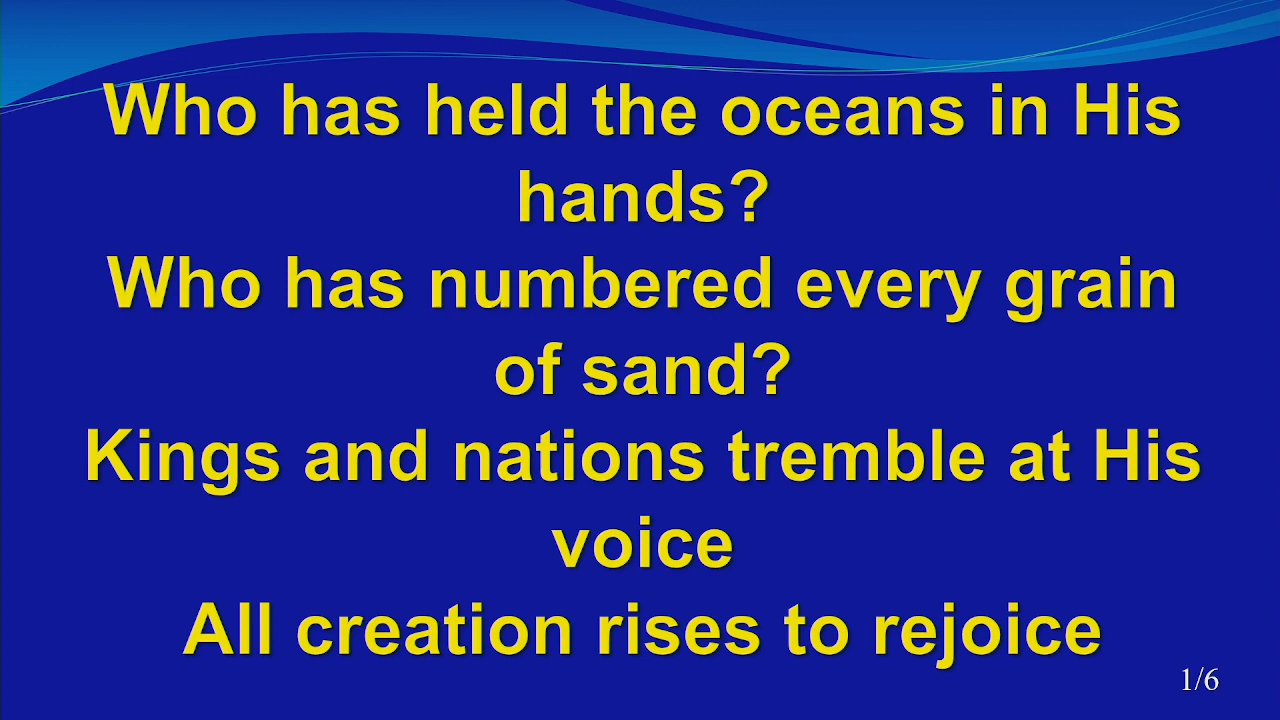 Who has held the oceans in His
hands?
Who has numbered every grain
of sand?
Kings and nations tremble at His
voice
All creation rises to rejoice
1/6